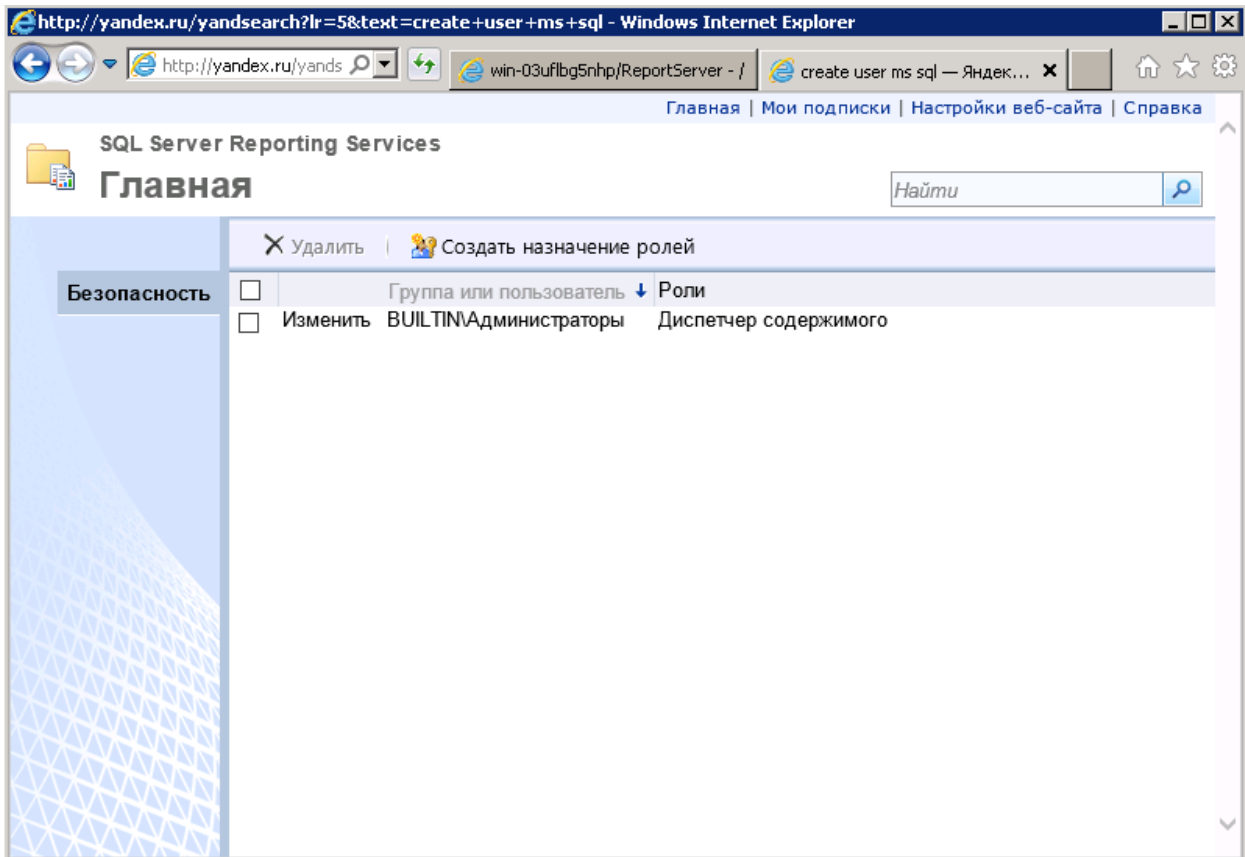 http://yandex.ru/yandsearch?lr=5&text=create+user+ms+sql - Windows Internet Explorer
http://yandex.ru/yands win-03uflbg5nhp/ReportServer - / create user ms sql — Яндек...
Главная | Мои подписки | Настройки веб-сайта | Справка
SQL Server Reporting Services
Главная
Найти
Удалить | Создать назначение ролей
Безопасность
Группа или пользователь Роли
Изменить BUILTIN\Администраторы Диспетчер содержимого